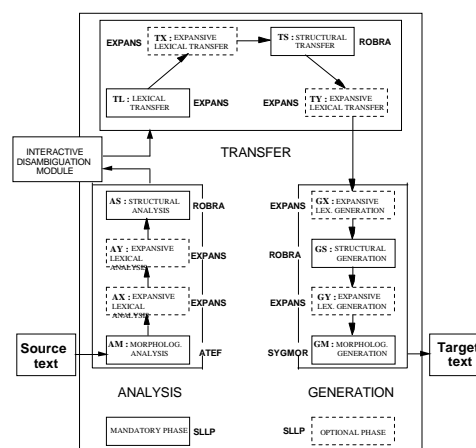 EXPANS
TX : EXPANSIVE
LEXICAL TRANSFER
TS : STRUCTURAL
TRANSFER
ROBRA
TL : LEXICAL
TRANSFER
EXPANS
EXPANS
TY : EXPANSIVE
LEXICAL TRANSFER
TRANSFER
INTERACTIVE
DISAMBIGUATION
MODULE
AS : STRUCTURAL
ANALYSIS
ROBRA
AY : EXPANSIVE
LEXICAL
ANALYSIS
EXPANS
AX : EXPANSIVE
LEXICAL
ANALYSIS
EXPANS
Source
text
AM : MORPHOLOG.
ANALYSIS
ATEF
ANALYSIS
EXPANS
GX : EXPANSIVE
LEX. GENERATION
ROBRA
GS : STRUCTURAL
GENERATION
EXPANS
GY : EXPANSIVE
LEX. GENERATION
SYGMOR
GM : MORPHOLOG.
GENERATION
Target
text
GENERATION
MANDATORY PHASE
SLLP
SLLP
OPTIONAL PHASE